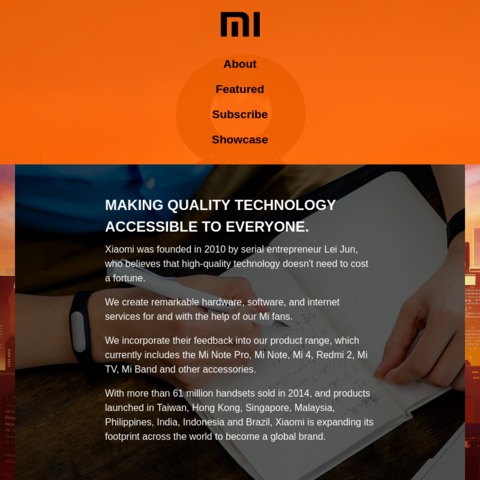 MI
About
Featured
Subscribe
Showcase
MAKING QUALITY TECHNOLOGY
ACCESSIBLE TO EVERYONE.
Xiaomi was founded in 2010 by serial entrepreneur Lei Jun,
who believes that high-quality technology doesn't need to cost
a fortune.
We create remarkable hardware, software, and internet
services for and with the help of our Mi fans.
We incorporate their feedback into our product range, which
currently includes the Mi Note Pro, Mi Note, Mi 4, Redmi 2, Mi
TV, Mi Band and other accessories.
With more than 61 million handsets sold in 2014, and products
launched in Taiwan, Hong Kong, Singapore, Malaysia,
Philippines, India, Indonesia and Brazil, Xiaomi is expanding its
footprint across the world to become a global brand.